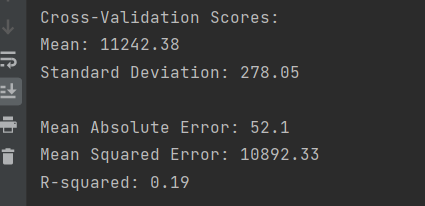 Cross-Validation Scores:
Mean: 11242.38
Standard Deviation: 278.05
Mean Absolute Error: 52.1
Mean Squared Error: 10892.33
R-squared: 0.19